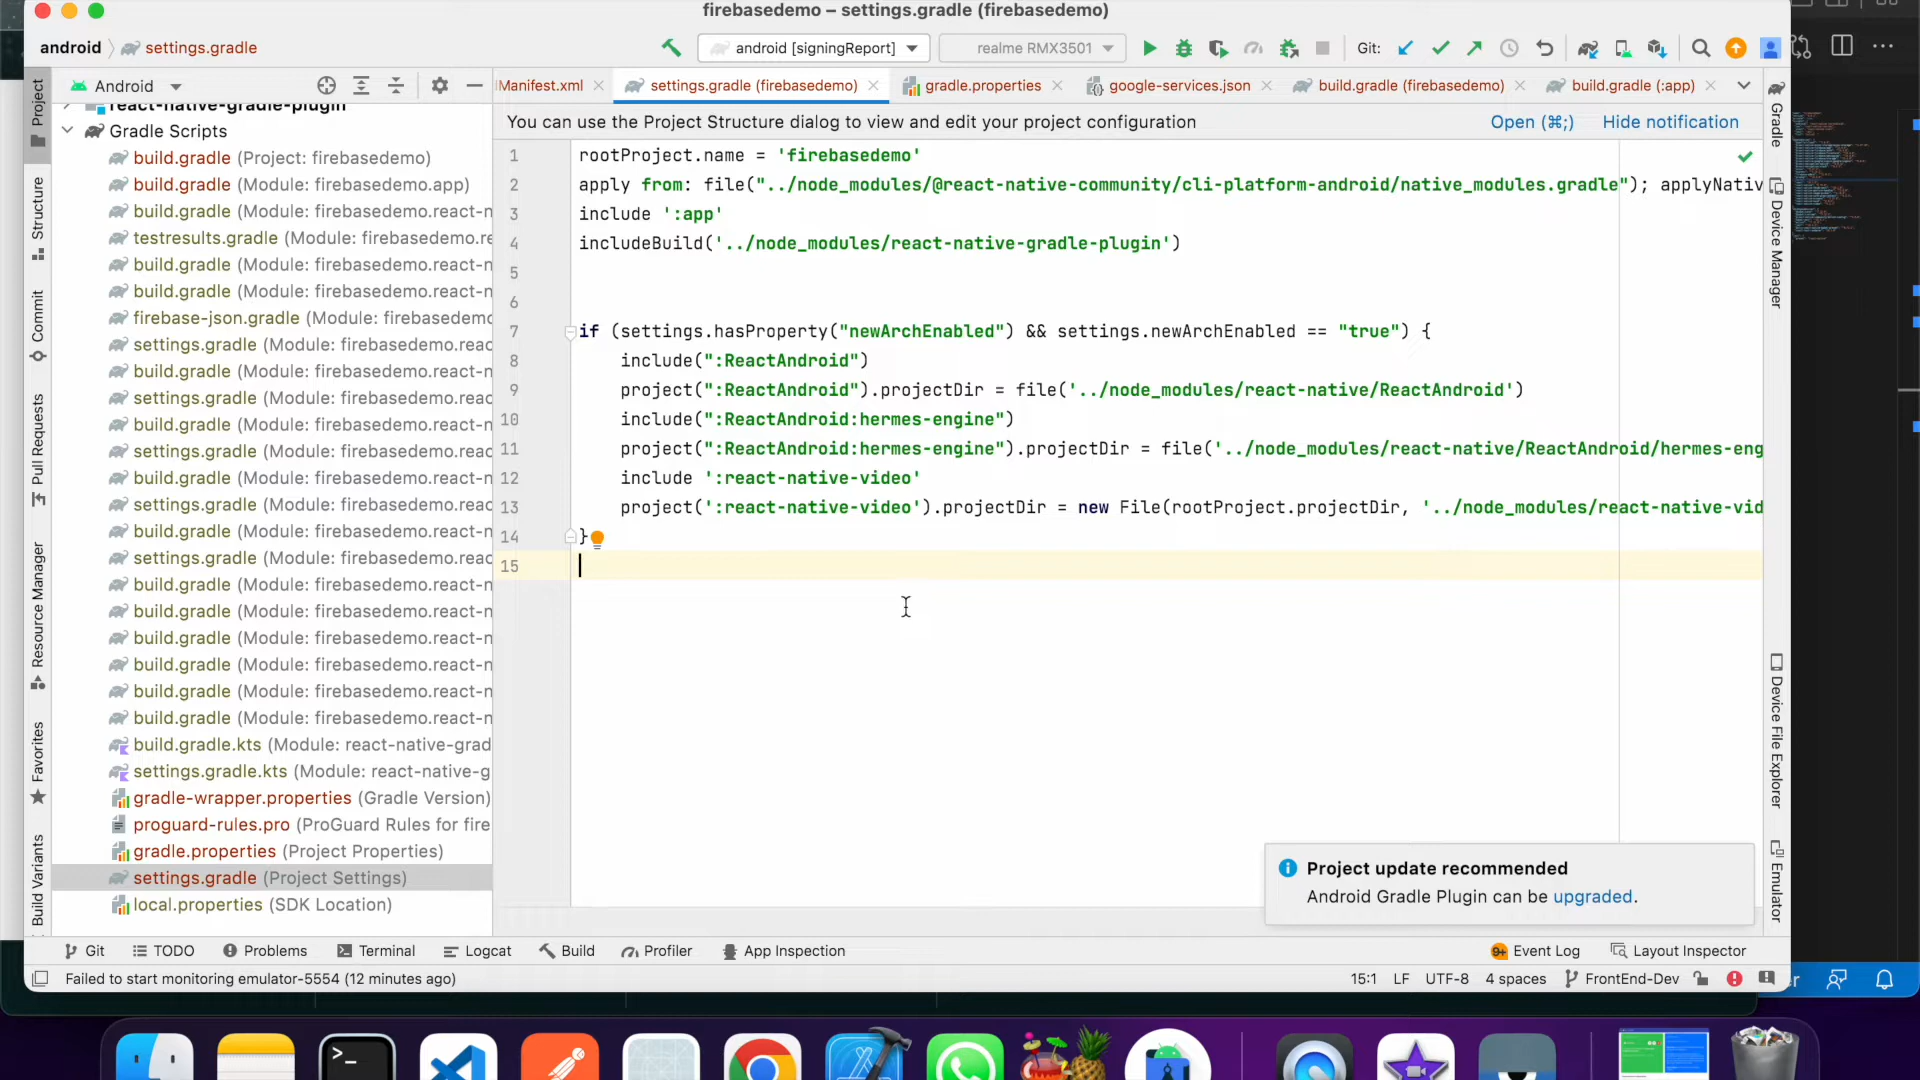 firebasedemo – settings.gradle (firebasedemo)
android
settings.gradle
android [signingReport]
realme RMX3501
Git:
Project
Android
Manifest.xml
settings.gradle (firebasedemo)
gradle.properties
google-services.json
build.gradle (firebasedemo)
build.gradle (:app)
Gradle
react-native-gradle-plugin
You can use the Project Structure dialog to view and edit your project configuration
Open (⌘;)
Hide notification
Gradle Scripts
build.gradle (Project: firebasedemo)
build.gradle (Module: firebasedemo.app)
build.gradle (Module: firebasedemo.react-n
testresults.gradle (Module: firebasedemo.re
build.gradle (Module: firebasedemo.react-n
build.gradle (Module: firebasedemo.react-n
firebase-json.gradle (Module: firebasedemo
settings.gradle (Module: firebasedemo.reac
build.gradle (Module: firebasedemo.react-n
settings.gradle (Module: firebasedemo.reac
build.gradle (Module: firebasedemo.react-n
settings.gradle (Module: firebasedemo.reac
build.gradle (Module: firebasedemo.react-n
settings.gradle (Module: firebasedemo.reac
build.gradle (Module: firebasedemo.react-n
settings.gradle (Module: firebasedemo.reac
build.gradle (Module: firebasedemo.react-n
build.gradle (Module: firebasedemo.react-n
build.gradle (Module: firebasedemo.react-n
build.gradle (Module: firebasedemo.react-n
build.gradle (Module: firebasedemo.react-n
build.gradle (Module: firebasedemo.react-n
build.gradle.kts (Module: react-native-grad
settings.gradle.kts (Module: react-native-g
gradle-wrapper.properties (Gradle Version)
proguard-rules.pro (ProGuard Rules for fire
gradle.properties (Project Properties)
settings.gradle (Project Settings)
local.properties (SDK Location)
Structure
Commit
Pull Requests
Resource Manager
Favorites
Build Variants
1 rootProject.name = 'firebasedemo'
2 apply from: file("../node_modules/@react-native-community/cli-platform-android/native_modules.gradle"); applyNativ
3 include ':app'
4 includeBuild('../node_modules/react-native-gradle-plugin')
5
6
7 if (settings.hasProperty("newArchEnabled") && settings.newArchEnabled == "true") {
8 include(":ReactAndroid")
9 project(":ReactAndroid").projectDir = file('../node_modules/react-native/ReactAndroid')
10 include(":ReactAndroid:hermes-engine")
11 project(":ReactAndroid:hermes-engine").projectDir = file('../node_modules/react-native/ReactAndroid/hermes-eng
12 include ':react-native-video'
13 project(':react-native-video').projectDir = new File(rootProject.projectDir, '../node_modules/react-native-vid
14 }
15
Device Manager
Device File Explorer
Emulator
Project update recommended
Android Gradle Plugin can be upgraded.
Git
TODO
Problems
Terminal
Logcat
Build
Profiler
App Inspection
Event Log
Layout Inspector
Failed to start monitoring emulator-5554 (12 minutes ago)
15:1
LF
UTF-8
4 spaces
FrontEnd-Dev